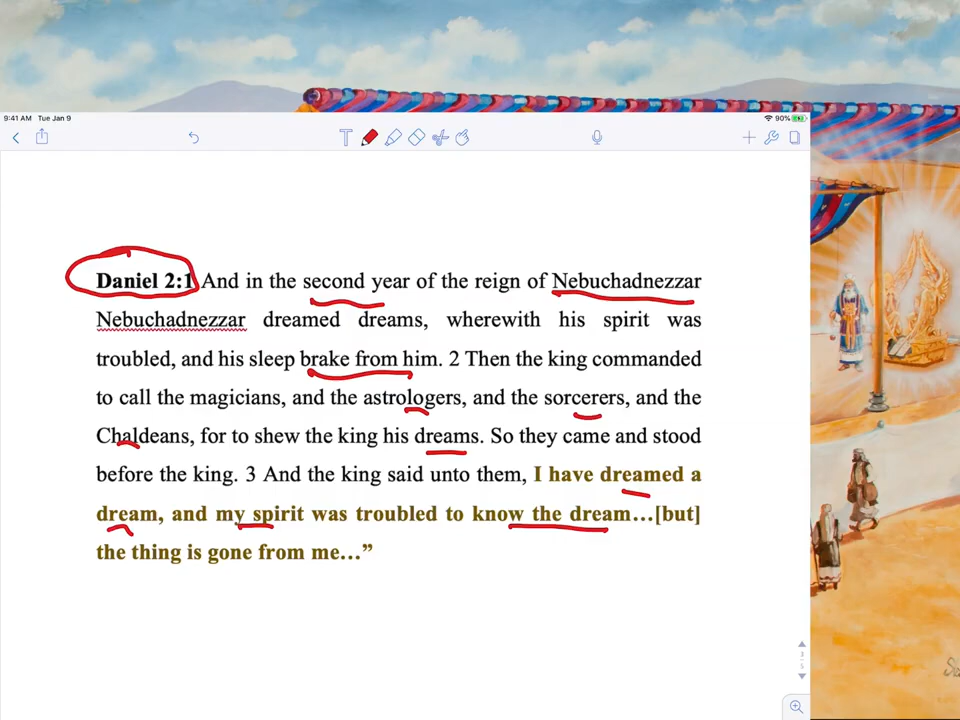 9:41 AM Tue Jan 9
90%
T
Daniel 2:1 And in the second year of the reign of Nebuchadnezzar
Nebuchadnezzar dreamed dreams, wherewith his spirit was
troubled, and his sleep brake from him. 2 Then the king commanded
to call the magicians, and the astrologers, and the sorcerers, and the
Chaldeans, for to shew the king his dreams. So they came and stood
before the king. 3 And the king said unto them, I have dreamed a
dream, and my spirit was troubled to know the dream…[but]
the thing is gone from me…”
3
5